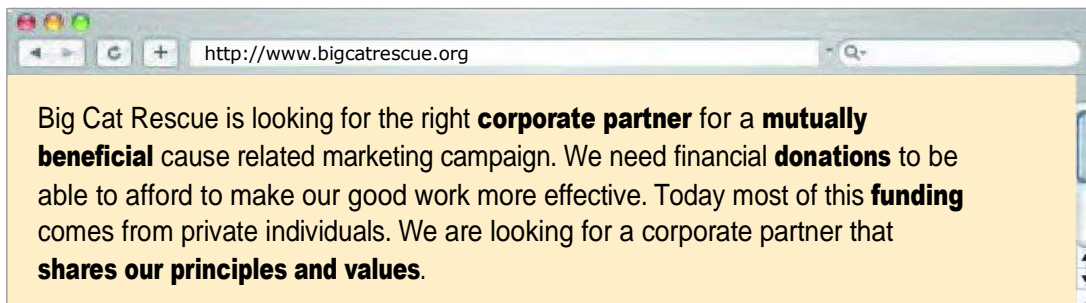 http://www.bigcatrescue.org
Big Cat Rescue is looking for the right corporate partner for a mutually
beneficial cause related marketing campaign. We need financial donations to be
able to afford to make our good work more effective. Today most of this funding
comes from private individuals. We are looking for a corporate partner that
shares our principles and values.